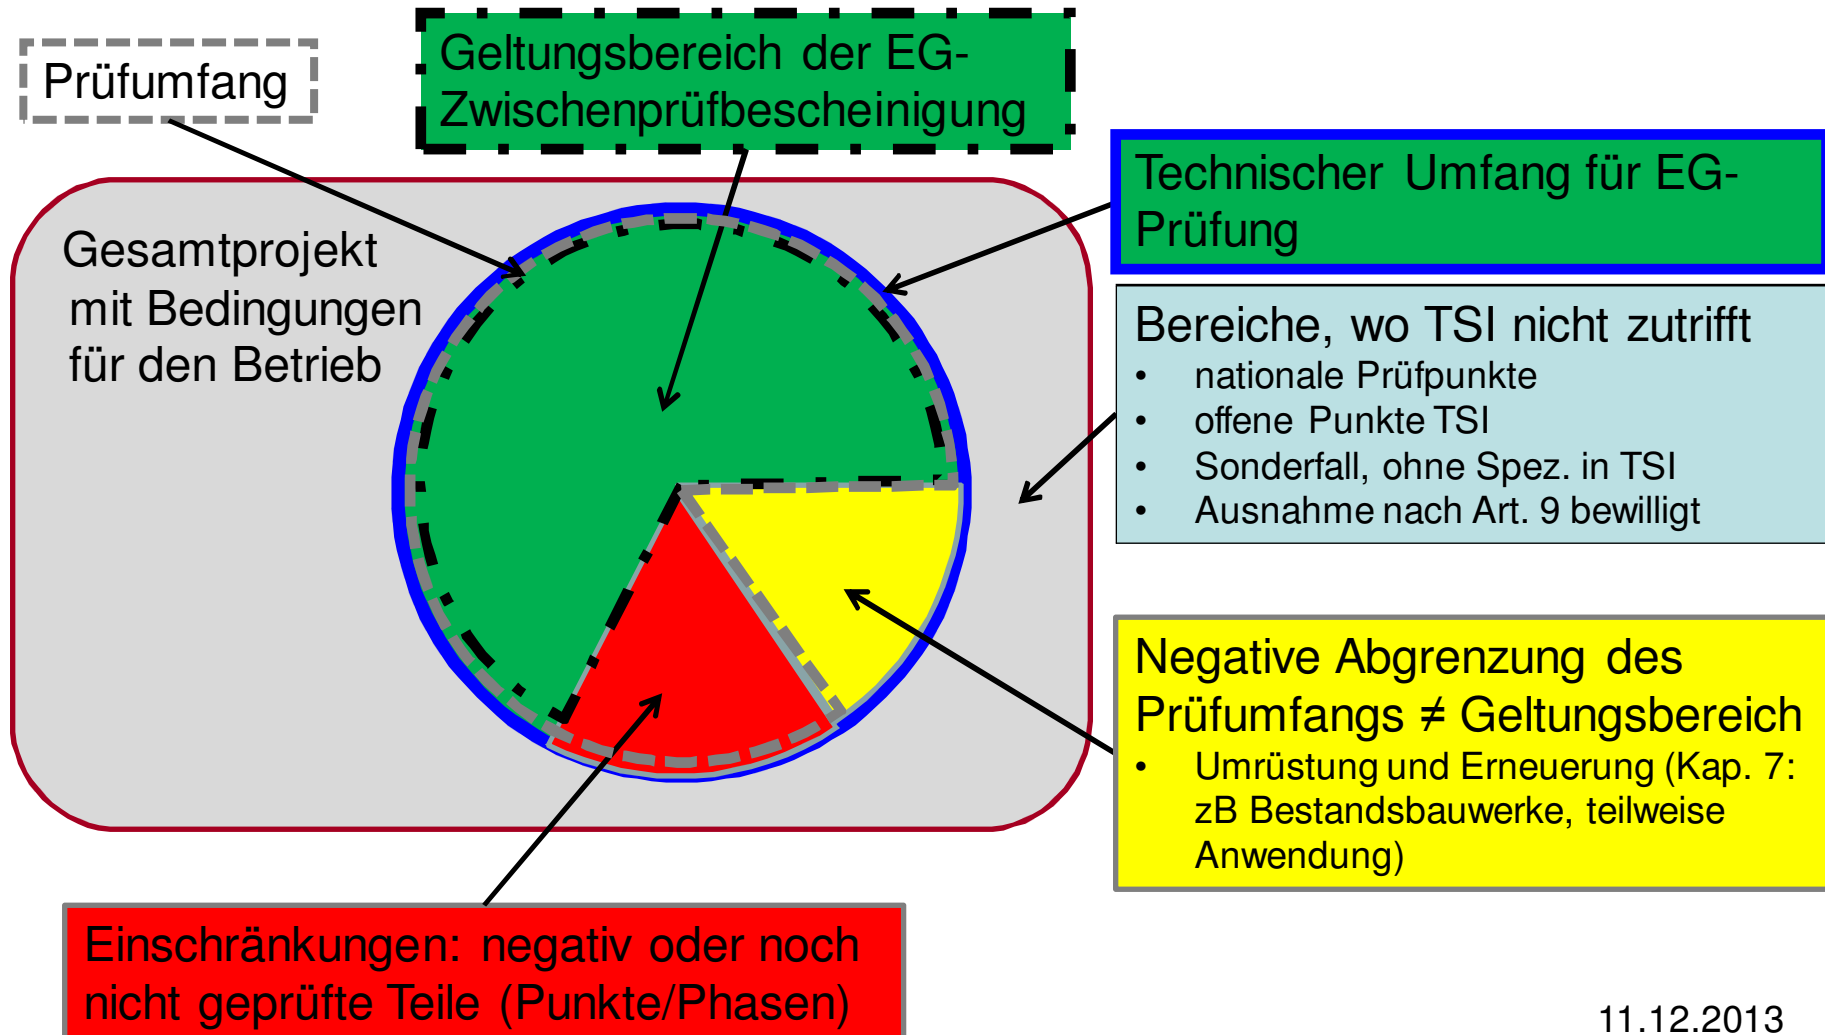 Prüfumfang
Geltungsbereich der EG-
Zwischenprüfbescheinigung
Technischer Umfang für EG-
Prüfung
Gesamtprojekt
mit Bedingungen
für den Betrieb
Bereiche, wo TSI nicht zutrifft
• nationale Prüfpunkte
• offene Punkte TSI
• Sonderfall, ohne Spez. in TSI
• Ausnahme nach Art. 9 bewilligt
Negative Abgrenzung des
Prüfumfangs ≠ Geltungsbereich
• Umrüstung und Erneuerung (Kap. 7:
zB Bestandsbauwerke, teilweise
Anwendung)
Einschränkungen: negativ oder noch
nicht geprüfte Teile (Punkte/Phasen)
11.12.2013